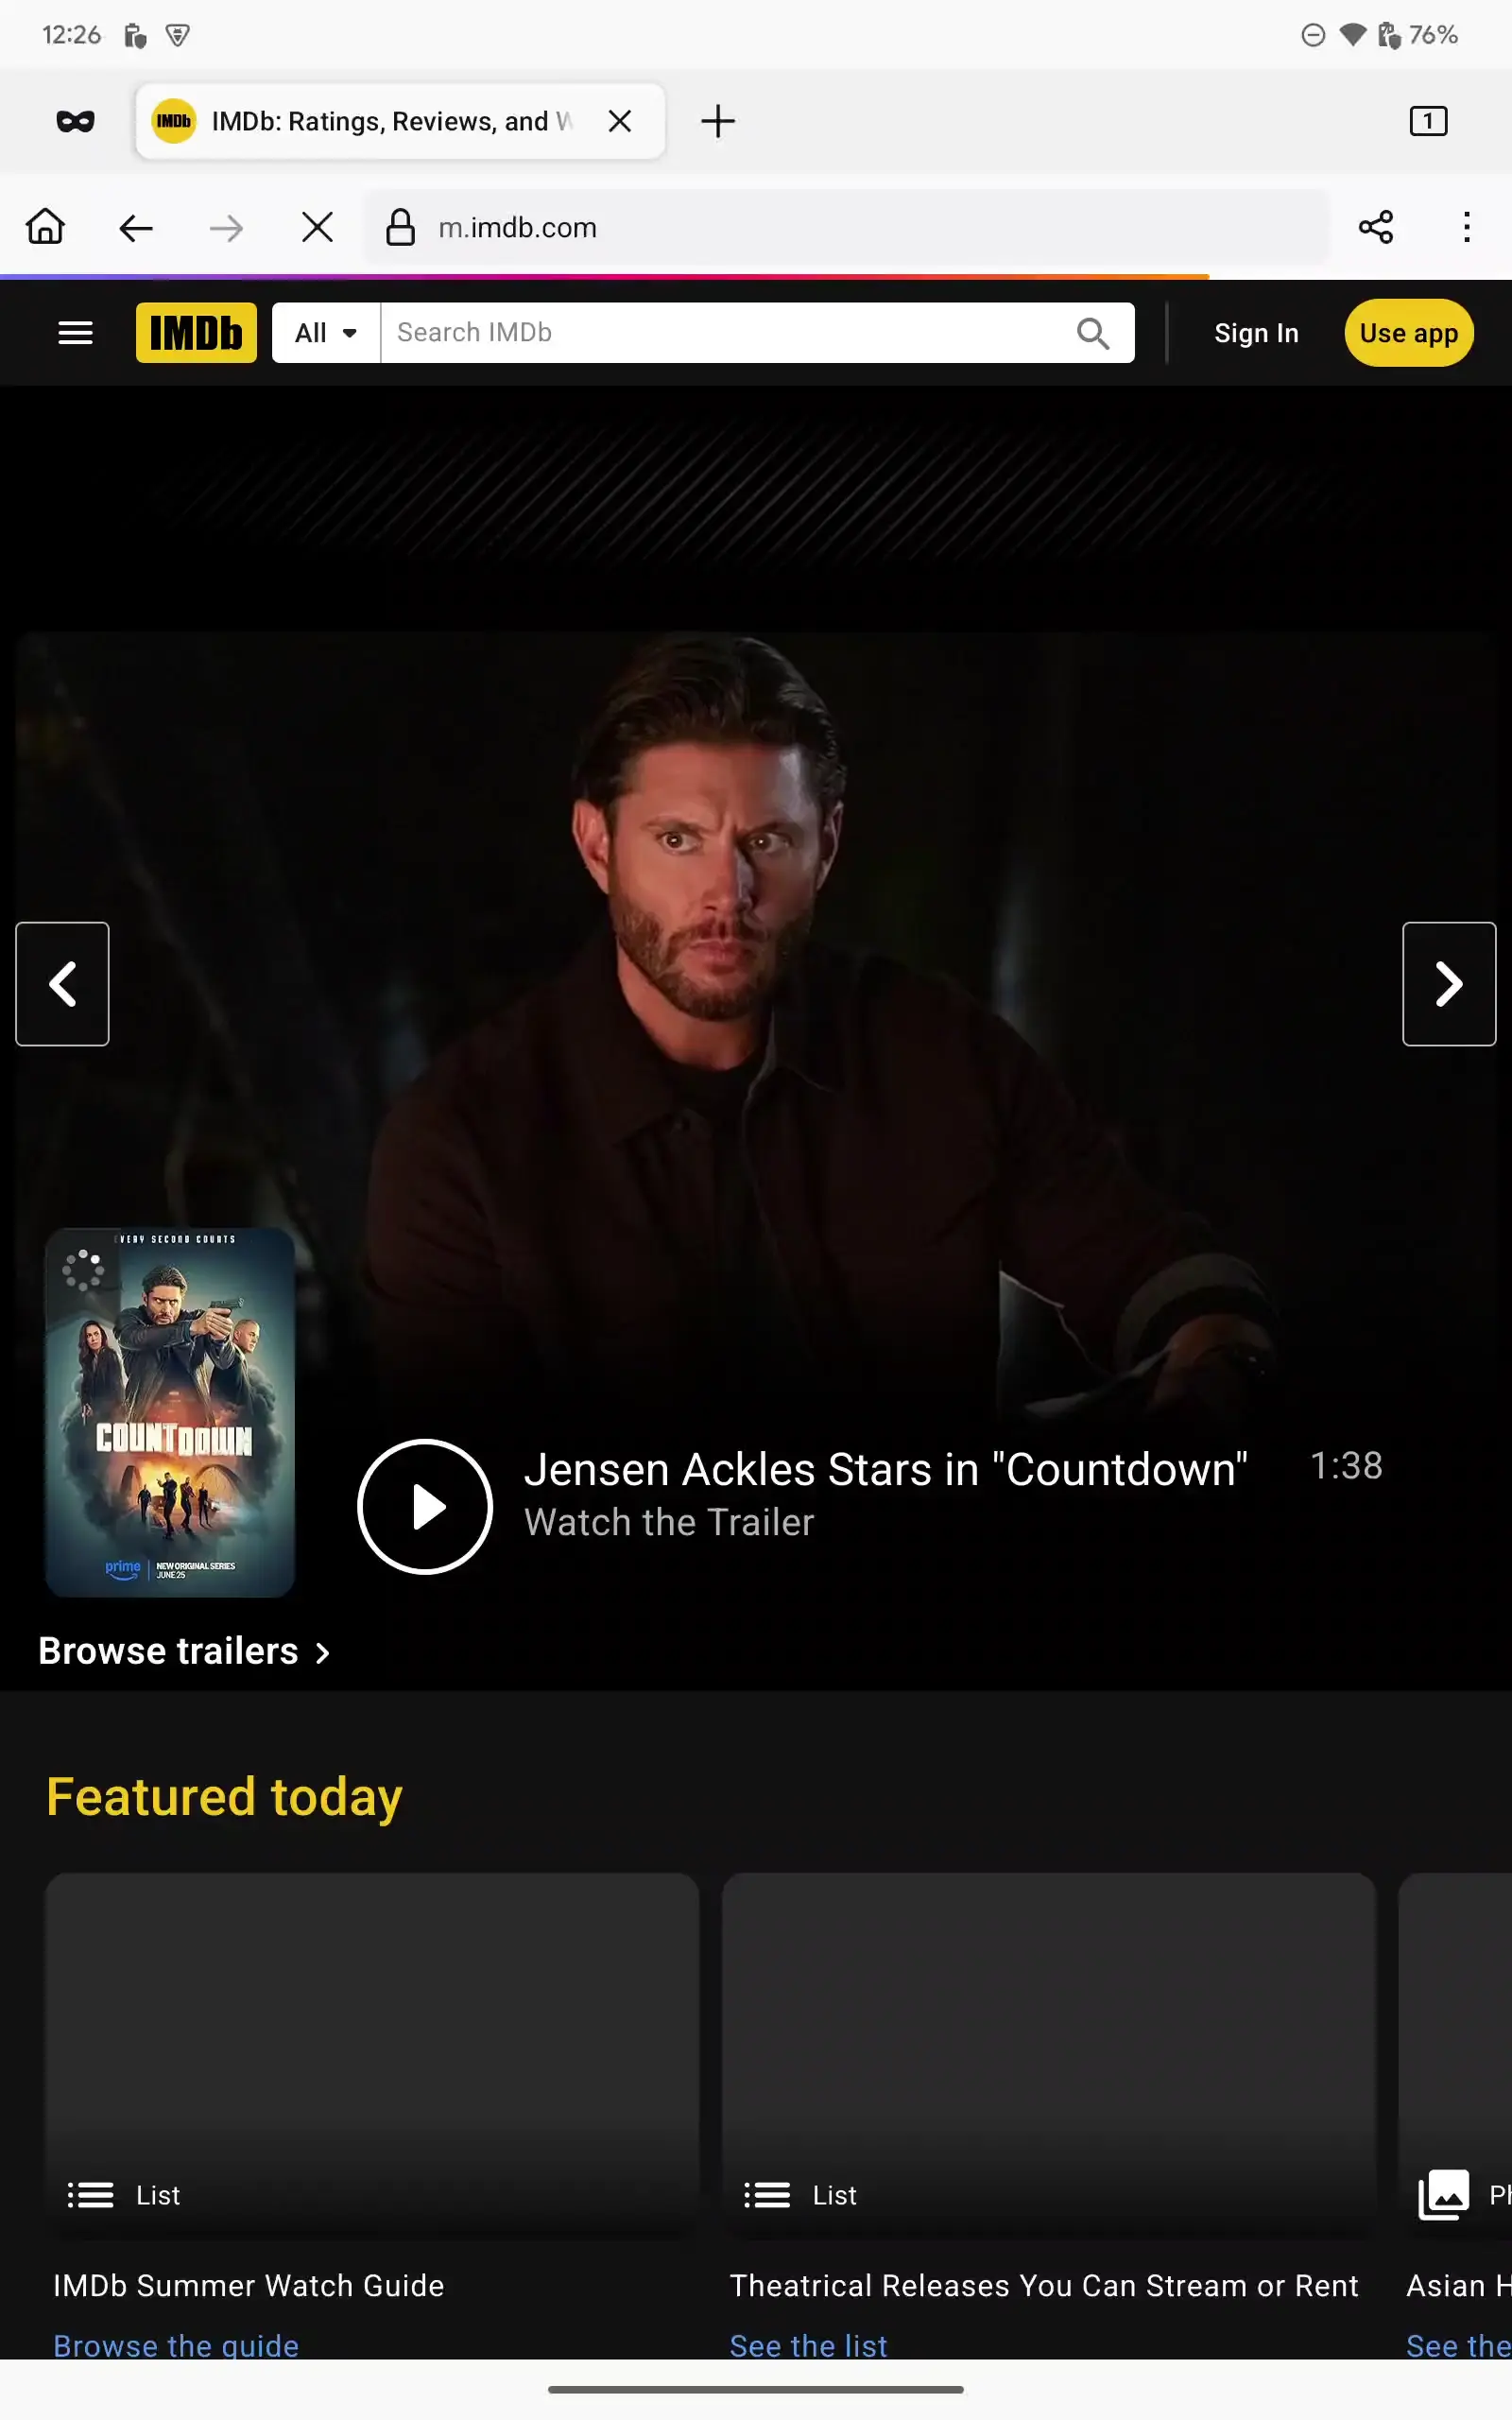 12:26
76%
IMDb IMDb: Ratings, Reviews, and W
1
m.imdb.com
IMDb
All
Search IMDb
Sign In
Use app
EVERY SECOND COUNTS
COUNTDOWN
prime
NEW ORIGINAL SERIES
JUNE 25
Jensen Ackles Stars in "Countdown"
1:38
Watch the Trailer
Browse trailers
Featured today
List
List
Ph
IMDb Summer Watch Guide
Theatrical Releases You Can Stream or Rent
Asian H
Browse the guide
See the list
See the